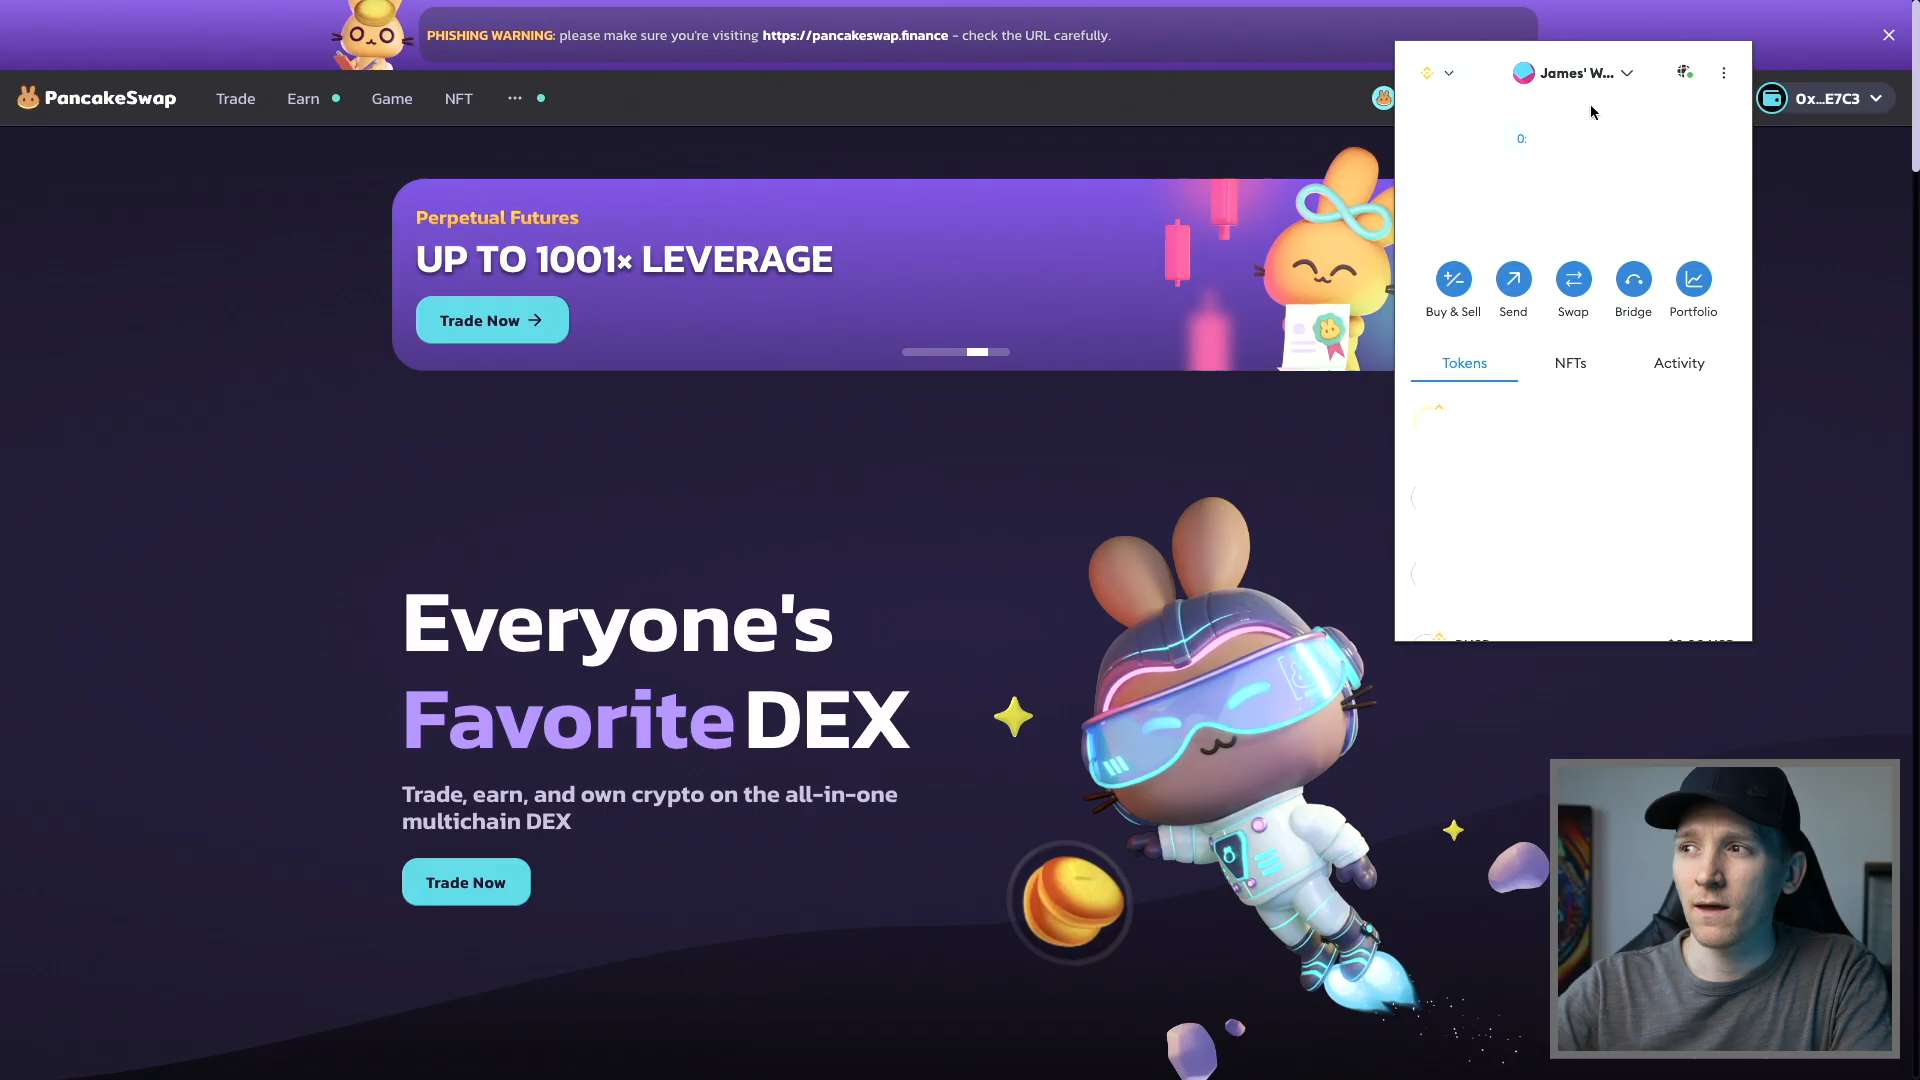 PHISHING WARNING: please make sure you're visiting https://pancakeswap.finance - check the URL carefully.
PancakeSwap
Trade
Earn
Game
NFT
James' W...
0x...E7C3
0:
Perpetual Futures
UP TO 1001× LEVERAGE
Trade Now
Buy & Sell
Send
Swap
Bridge
Portfolio
Tokens
NFTs
Activity
Everyone's
Favorite DEX
Trade, earn, and own crypto on the all-in-one
multichain DEX
Trade Now